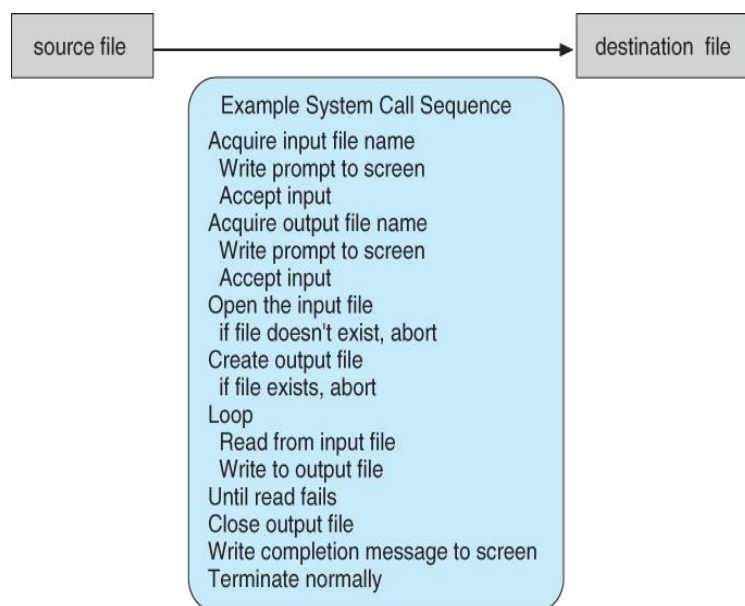 source file
destination file
Example System Call Sequence
Acquire input file name
Write prompt to screen
Accept input
Acquire output file name
Write prompt to screen
Accept input
Open the input file
if file doesn't exist, abort
Create output file
if file exists, abort
Loop
Read from input file
Write to output file
Until read fails
Close output file
Write completion message to screen
Terminate normally